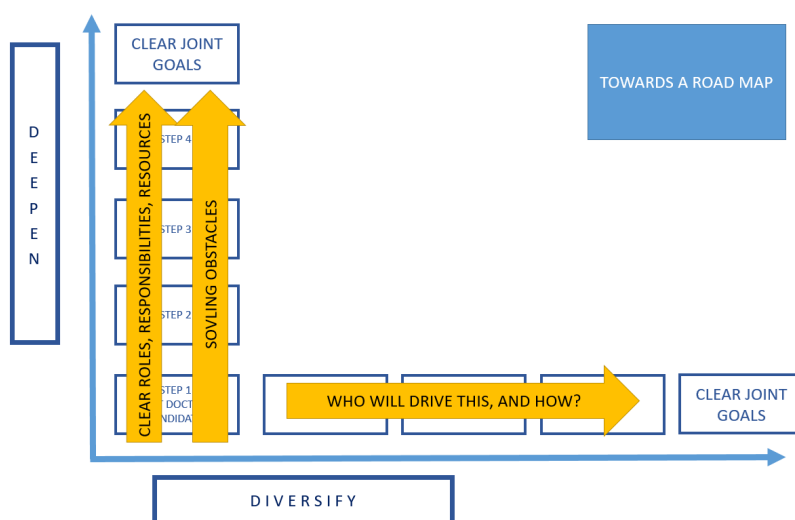 CLEAR JOINT
GOALS
TOWARDS A ROAD MAP
DEEPEN
STEP 4
STEP 3
STEP 2
STEP 1
CLEAR ROLES, RESPONSIBILITIES, RESOURCES
SOVLING OBSTACLES
WHO WILL DRIVE THIS, AND HOW?
CLEAR JOINT
GOALS
DIVERSIFY